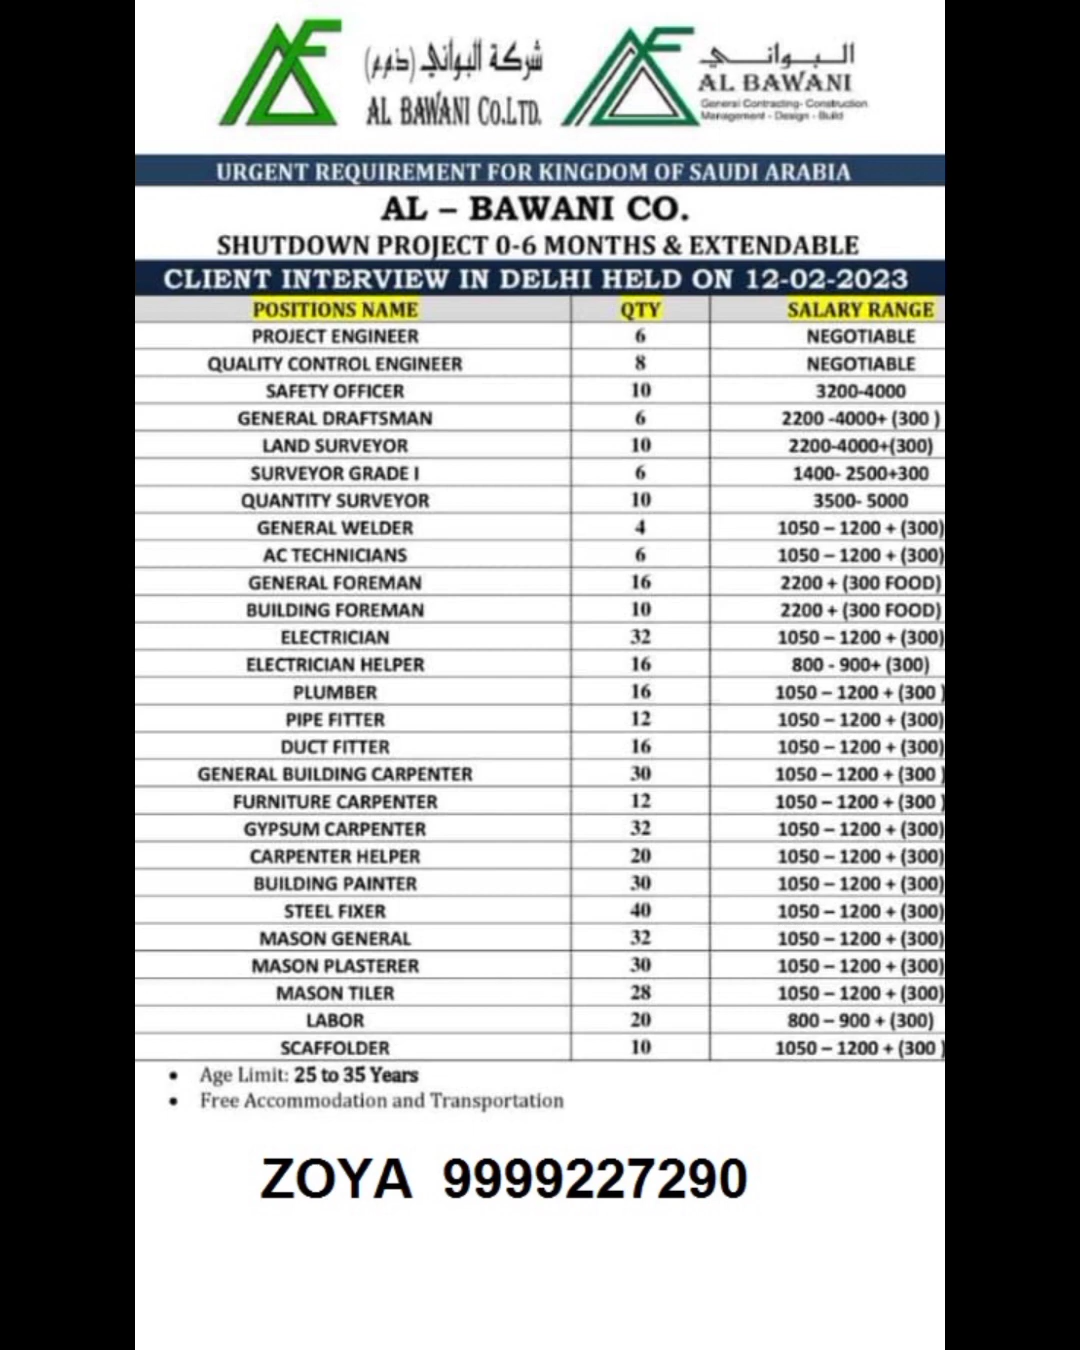 شركة البواني (ذ.م.م)
AL BAWANI CO.LTD.
البواني
AL BAWANI
General Contracting- Construction
Management - Design - Build
URGENT REQUIREMENT FOR KINGDOM OF SAUDI ARABIA
AL – BAWANI CO.
SHUTDOWN PROJECT 0-6 MONTHS & EXTENDABLE
CLIENT INTERVIEW IN DELHI HELD ON 12-02-2023
POSITIONS NAME QTY SALARY RANGE
PROJECT ENGINEER 6 NEGOTIABLE
QUALITY CONTROL ENGINEER 8 NEGOTIABLE
SAFETY OFFICER 10 3200-4000
GENERAL DRAFTSMAN 6 2200 -4000+ (300 )
LAND SURVEYOR 10 2200-4000+(300)
SURVEYOR GRADE I 6 1400- 2500+300
QUANTITY SURVEYOR 10 3500- 5000
GENERAL WELDER 4 1050 – 1200 + (300)
AC TECHNICIANS 6 1050 – 1200 + (300)
GENERAL FOREMAN 16 2200 + (300 FOOD)
BUILDING FOREMAN 10 2200 + (300 FOOD)
ELECTRICIAN 32 1050 – 1200 + (300)
ELECTRICIAN HELPER 16 800 - 900+ (300)
PLUMBER 16 1050 – 1200 + (300 )
PIPE FITTER 12 1050 – 1200 + (300)
DUCT FITTER 16 1050 – 1200 + (300)
GENERAL BUILDING CARPENTER 30 1050 – 1200 + (300 )
FURNITURE CARPENTER 12 1050 – 1200 + (300 )
GYPSUM CARPENTER 32 1050 – 1200 + (300)
CARPENTER HELPER 20 1050 – 1200 + (300)
BUILDING PAINTER 30 1050 – 1200 + (300)
STEEL FIXER 40 1050 – 1200 + (300)
MASON GENERAL 32 1050 – 1200 + (300)
MASON PLASTERER 30 1050 – 1200 + (300)
MASON TILER 28 1050 – 1200 + (300)
LABOR 20 800 – 900 + (300)
SCAFFOLDER 10 1050 – 1200 + (300 )
• Age Limit: 25 to 35 Years
• Free Accommodation and Transportation
ZOYA 9999227290